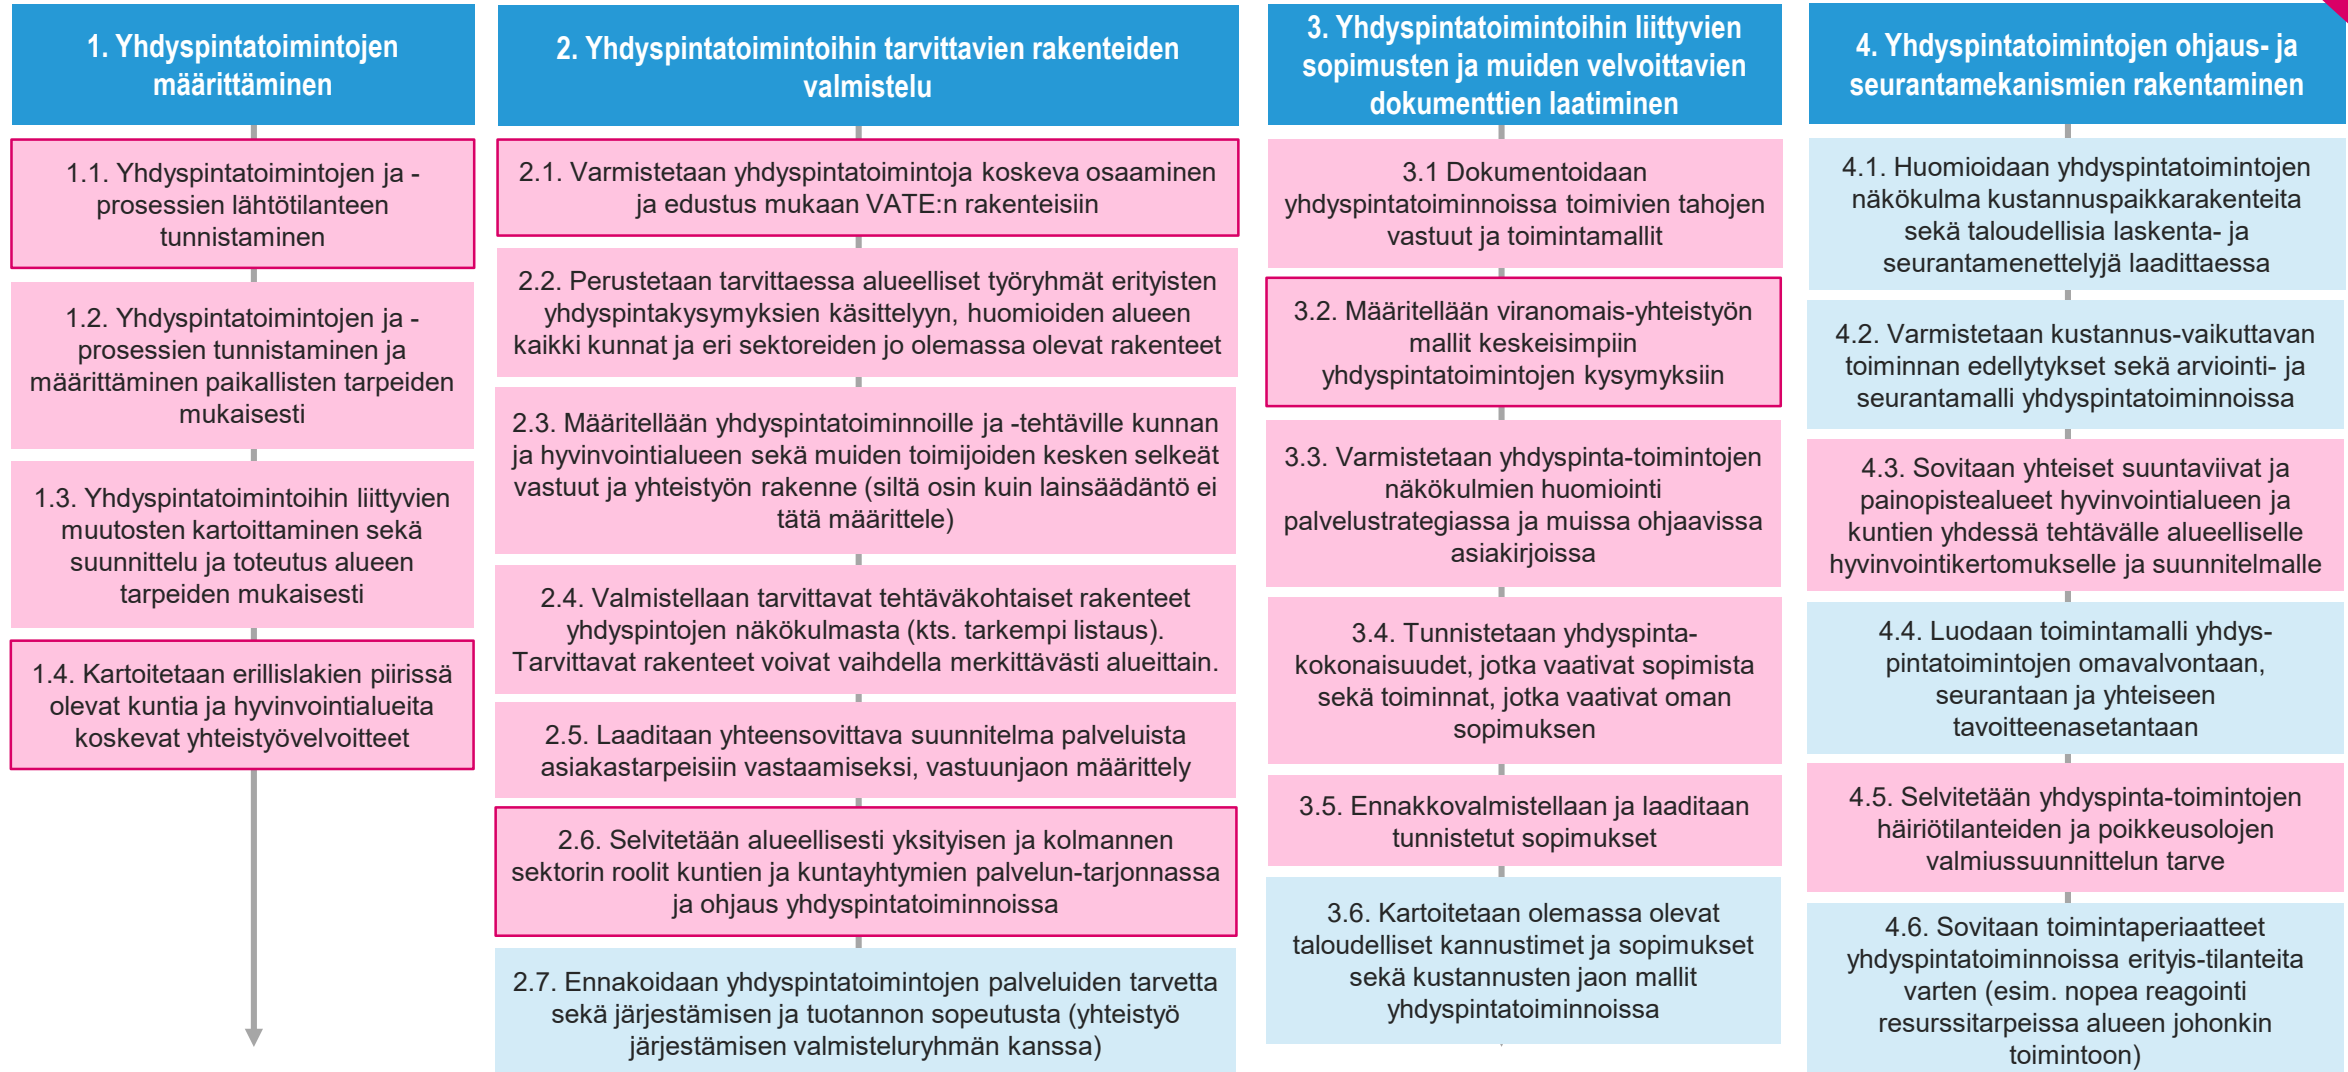 1. Yhdyspintatoimintojen
määrittäminen
1.1. Yhdyspintatoimintojen ja -
prosessien lähtötilanteen
tunnistaminen
1.2. Yhdyspintatoimintojen ja -
prosessien tunnistaminen ja
määrittäminen paikallisten tarpeiden
mukaisesti
1.3. Yhdyspintatoimintoihin liittyvien
muutosten kartoittaminen sekä
suunnittelu ja toteutus alueen
tarpeiden mukaisesti
1.4. Kartoitetaan erillislakien piirissä
olevat kuntia ja hyvinvointialueita
koskevat yhteistyövelvoitteet
2. Yhdyspintatoimintoihin tarvittavien rakenteiden
valmistelu
2.1. Varmistetaan yhdyspintatoimintoja koskeva osaaminen
ja edustus mukaan VATE:n rakenteisiin
2.2. Perustetaan tarvittaessa alueelliset työryhmät erityisten
yhdyspintakysymyksien käsittelyyn, huomioiden alueen
kaikki kunnat ja eri sektoreiden jo olemassa olevat rakenteet
2.3. Määritellään yhdyspintatoiminnoille ja -tehtäville kunnan
ja hyvinvointialueen sekä muiden toimijoiden kesken selkeät
vastuut ja yhteistyön rakenne (siltä osin kuin lainsäädäntö ei
tätä määrittele)
2.4. Valmistellaan tarvittavat tehtäväkohtaiset rakenteet
yhdyspintojen näkökulmasta (kts. tarkempi listaus).
Tarvittavat rakenteet voivat vaihdella merkittävästi alueittain.
2.5. Laaditaan yhteensovittava suunnitelma palveluista
asiakastarpeisiin vastaamiseksi, vastuunjaon määrittely
2.6. Selvitetään alueellisesti yksityisen ja kolmannen
sektorin roolit kuntien ja kuntayhtymien palvelun-tarjonnassa
ja ohjaus yhdyspintatoiminnoissa
2.7. Ennakoidaan yhdyspintatoimintojen palveluiden tarvetta
sekä järjestämisen ja tuotannon sopeutusta (yhteistyö
järjestämisen valmisteluryhmän kanssa)
3. Yhdyspintatoimintoihin liittyvien
sopimusten ja muiden velvoittavien
dokumenttien laatiminen
3.1 Dokumentoidaan
yhdyspintatoiminnoissa toimivien tahojen
vastuut ja toimintamallit
3.2. Määritellään viranomais-yhteistyön
mallit keskeisimpiin
yhdyspintatoimintojen kysymyksiin
3.3. Varmistetaan yhdyspinta-toimintojen
näkökulmien huomiointi
palvelustrategiassa ja muissa ohjaavissa
asiakirjoissa
3.4. Tunnistetaan yhdyspinta-
kokonaisuudet, jotka vaativat sopimista
sekä toiminnat, jotka vaativat oman
sopimuksen
3.5. Ennakkovalmistellaan ja laaditaan
tunnistetut sopimukset
3.6. Kartoitetaan olemassa olevat
taloudelliset kannustimet ja sopimukset
sekä kustannusten jaon mallit
yhdyspintatoiminnoissa
4. Yhdyspintatoimintojen ohjaus- ja
seurantamekanismien rakentaminen
4.1. Huomioidaan yhdyspintatoimintojen
näkökulma kustannuspaikkarakenteita
sekä taloudellisia laskenta- ja
seurantamenettelyjä laadittaessa
4.2. Varmistetaan kustannus-vaikuttavan
toiminnan edellytykset sekä arviointi- ja
seurantamalli yhdyspintatoiminnoissa
4.3. Sovitaan yhteiset suuntaviivat ja
painopistealueet hyvinvointialueen ja
kuntien yhdessä tehtävälle alueelliselle
hyvinvointikertomukselle ja suunnitelmalle
4.4. Luodaan toimintamalli yhdys-
pintatoimintojen omavalvontaan,
seurantaan ja yhteiseen
tavoitteenasetantaan
4.5. Selvitetään yhdyspinta-toimintojen
häiriötilanteiden ja poikkeusolojen
valmiussuunnittelun tarve
4.6. Sovitaan toimintaperiaatteet
yhdyspintatoiminnoissa erityis-tilanteita
varten (esim. nopea reagointi
resurssitarpeissa alueen johonkin
toimintoon)